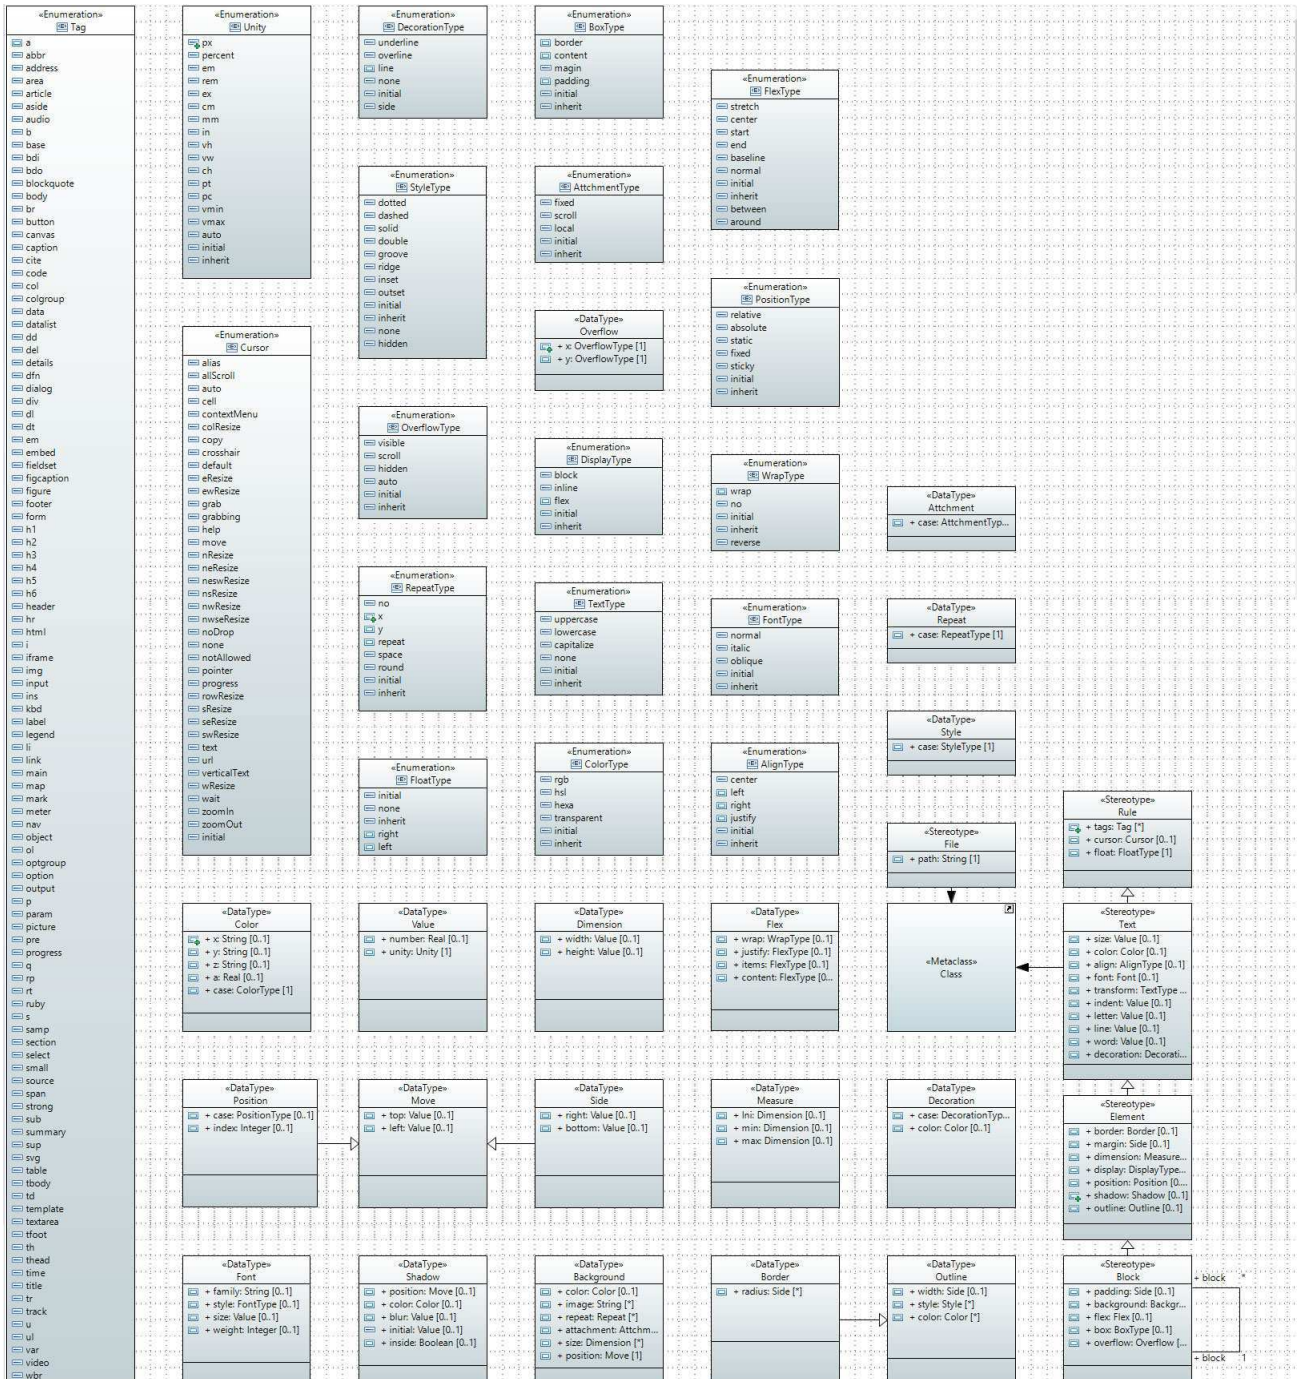 «Enumeration»
Tag
a
abbr
address
area
article
aside
audio
b
base
bdi
bdo
blockquote
body
br
button
canvas
caption
cite
code
col
colgroup
data
datalist
dd
del
details
dfn
dialog
div
dl
dt
em
embed
fieldset
figcaption
figure
footer
form
h1
h2
h3
h4
h5
h6
header
hr
html
i
iframe
img
input
ins
kbd
label
legend
li
link
main
map
mark
meter
nav
object
ol
optgroup
option
output
p
param
picture
pre
progress
q
rp
rt
ruby
s
samp
section
select
small
source
span
strong
sub
summary
sup
svg
table
tbody
td
template
textarea
tfoot
th
thead
time
title
tr
track
u
ul
var
video
wbr
«Enumeration»
Unity
px
percent
em
rem
ex
cm
mm
in
vh
vw
ch
pt
pc
vmin
vmax
auto
initial
inherit
«Enumeration»
Cursor
alias
allScroll
auto
cell
contextMenu
colResize
copy
crosshair
default
eResize
ewResize
grab
grabbing
help
move
nResize
neResize
neswResize
nsResize
nwResize
nwseResize
noDrop
none
notAllowed
pointer
progress
rowResize
sResize
seResize
swResize
text
url
verticalText
wResize
wait
zoomIn
zoomOut
initial
«Enumeration»
DecorationType
underline
overline
line
none
initial
side
«Enumeration»
StyleType
dotted
dashed
solid
double
groove
ridge
inset
outset
initial
inherit
none
hidden
«Enumeration»
OverflowType
visible
scroll
hidden
auto
initial
inherit
«Enumeration»
RepeatType
no
x
y
repeat
space
round
initial
inherit
«Enumeration»
FloatType
initial
none
inherit
right
left
«Enumeration»
BoxType
border
content
magin
padding
initial
inherit
«Enumeration»
AttchmentType
fixed
scroll
local
initial
inherit
«DataType»
Overflow
+ x: OverflowType [1]
+ y: OverflowType [1]
«Enumeration»
DisplayType
block
inline
flex
initial
inherit
«Enumeration»
TextType
uppercase
lowercase
capitalize
none
initial
inherit
«Enumeration»
ColorType
rgb
hsl
hexa
transparent
initial
inherit
«Enumeration»
FlexType
stretch
center
start
end
baseline
normal
initial
inherit
between
around
«Enumeration»
PositionType
relative
absolute
static
fixed
sticky
initial
inherit
«Enumeration»
WrapType
wrap
no
initial
inherit
reverse
«Enumeration»
FontType
normal
italic
oblique
initial
inherit
«Enumeration»
AlignType
center
left
right
justify
initial
inherit
«DataType»
Attchment
+ case: AttchmentTyp...
«DataType»
Repeat
+ case: RepeatType [1]
«DataType»
Style
+ case: StyleType [1]
«Stereotype»
File
+ path: String [1]
«Stereotype»
Rule
+ tags: Tag [*]
+ cursor: Cursor [0..1]
+ float: FloatType [1]
«DataType»
Color
+ x: String [0..1]
+ y: String [0..1]
+ z: String [0..1]
+ a: Real [0..1]
+ case: ColorType [1]
«DataType»
Value
+ number: Real [0..1]
+ unity: Unity [1]
«DataType»
Dimension
+ width: Value [0..1]
+ height: Value [0..1]
«DataType»
Flex
+ wrap: WrapType [0..1]
+ justify: FlexType [0..1]
+ items: FlexType [0..1]
+ content: FlexType [0...
«Metaclass»
Class
«Stereotype»
Text
+ size: Value [0..1]
+ color: Color [0..1]
+ align: AlignType [0..1]
+ font: Font [0..1]
+ transform: TextType ...
+ indent: Value [0..1]
+ letter: Value [0..1]
+ line: Value [0..1]
+ word: Value [0..1]
+ decoration: Decorati...
«DataType»
Position
+ case: PositionType [0..1]
+ index: Integer [0..1]
«DataType»
Move
+ top: Value [0..1]
+ left: Value [0..1]
«DataType»
Side
+ right: Value [0..1]
+ bottom: Value [0..1]
«DataType»
Measure
+ Ini: Dimension [0..1]
+ min: Dimension [0..1]
+ max: Dimension [0..1]
«DataType»
Decoration
+ case: DecorationTyp...
+ color: Color [0..1]
«Stereotype»
Element
+ border: Border [0..1]
+ margin: Side [0..1]
+ dimension: Measure...
+ display: DisplayType...
+ position: Position [0....
+ shadow: Shadow [0..1]
+ outline: Outline [0..1]
«DataType»
Font
+ family: String [0..1]
+ style: FontType [0..1]
+ size: Value [0..1]
+ weight: Integer [0..1]
«DataType»
Shadow
+ position: Move [0..1]
+ color: Color [0..1]
+ blur: Value [0..1]
+ initial: Value [0..1]
+ inside: Boolean [0..1]
«DataType»
Background
+ color: Color [0..1]
+ image: String [*]
+ repeat: Repeat [*]
+ attachment: Attchm...
+ size: Dimension [*]
+ position: Move [1]
«DataType»
Border
+ radius: Side [*]
«DataType»
Outline
+ width: Side [0..1]
+ style: Style [*]
+ color: Color [*]
«Stereotype»
Block
+ padding: Side [0..1]
+ background: Backgr...
+ flex: Flex [0..1]
+ box: BoxType [0..1]
+ overflow: Overflow [...
+ block *
+ block 1